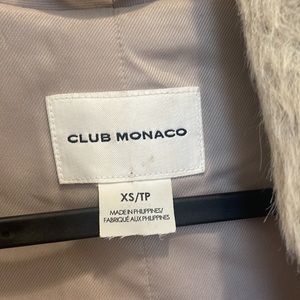 CLUB MONACO
XS/TP
MADE IN PHILIPPINES/
FABRIQUÉ AUX PHILIPPINES